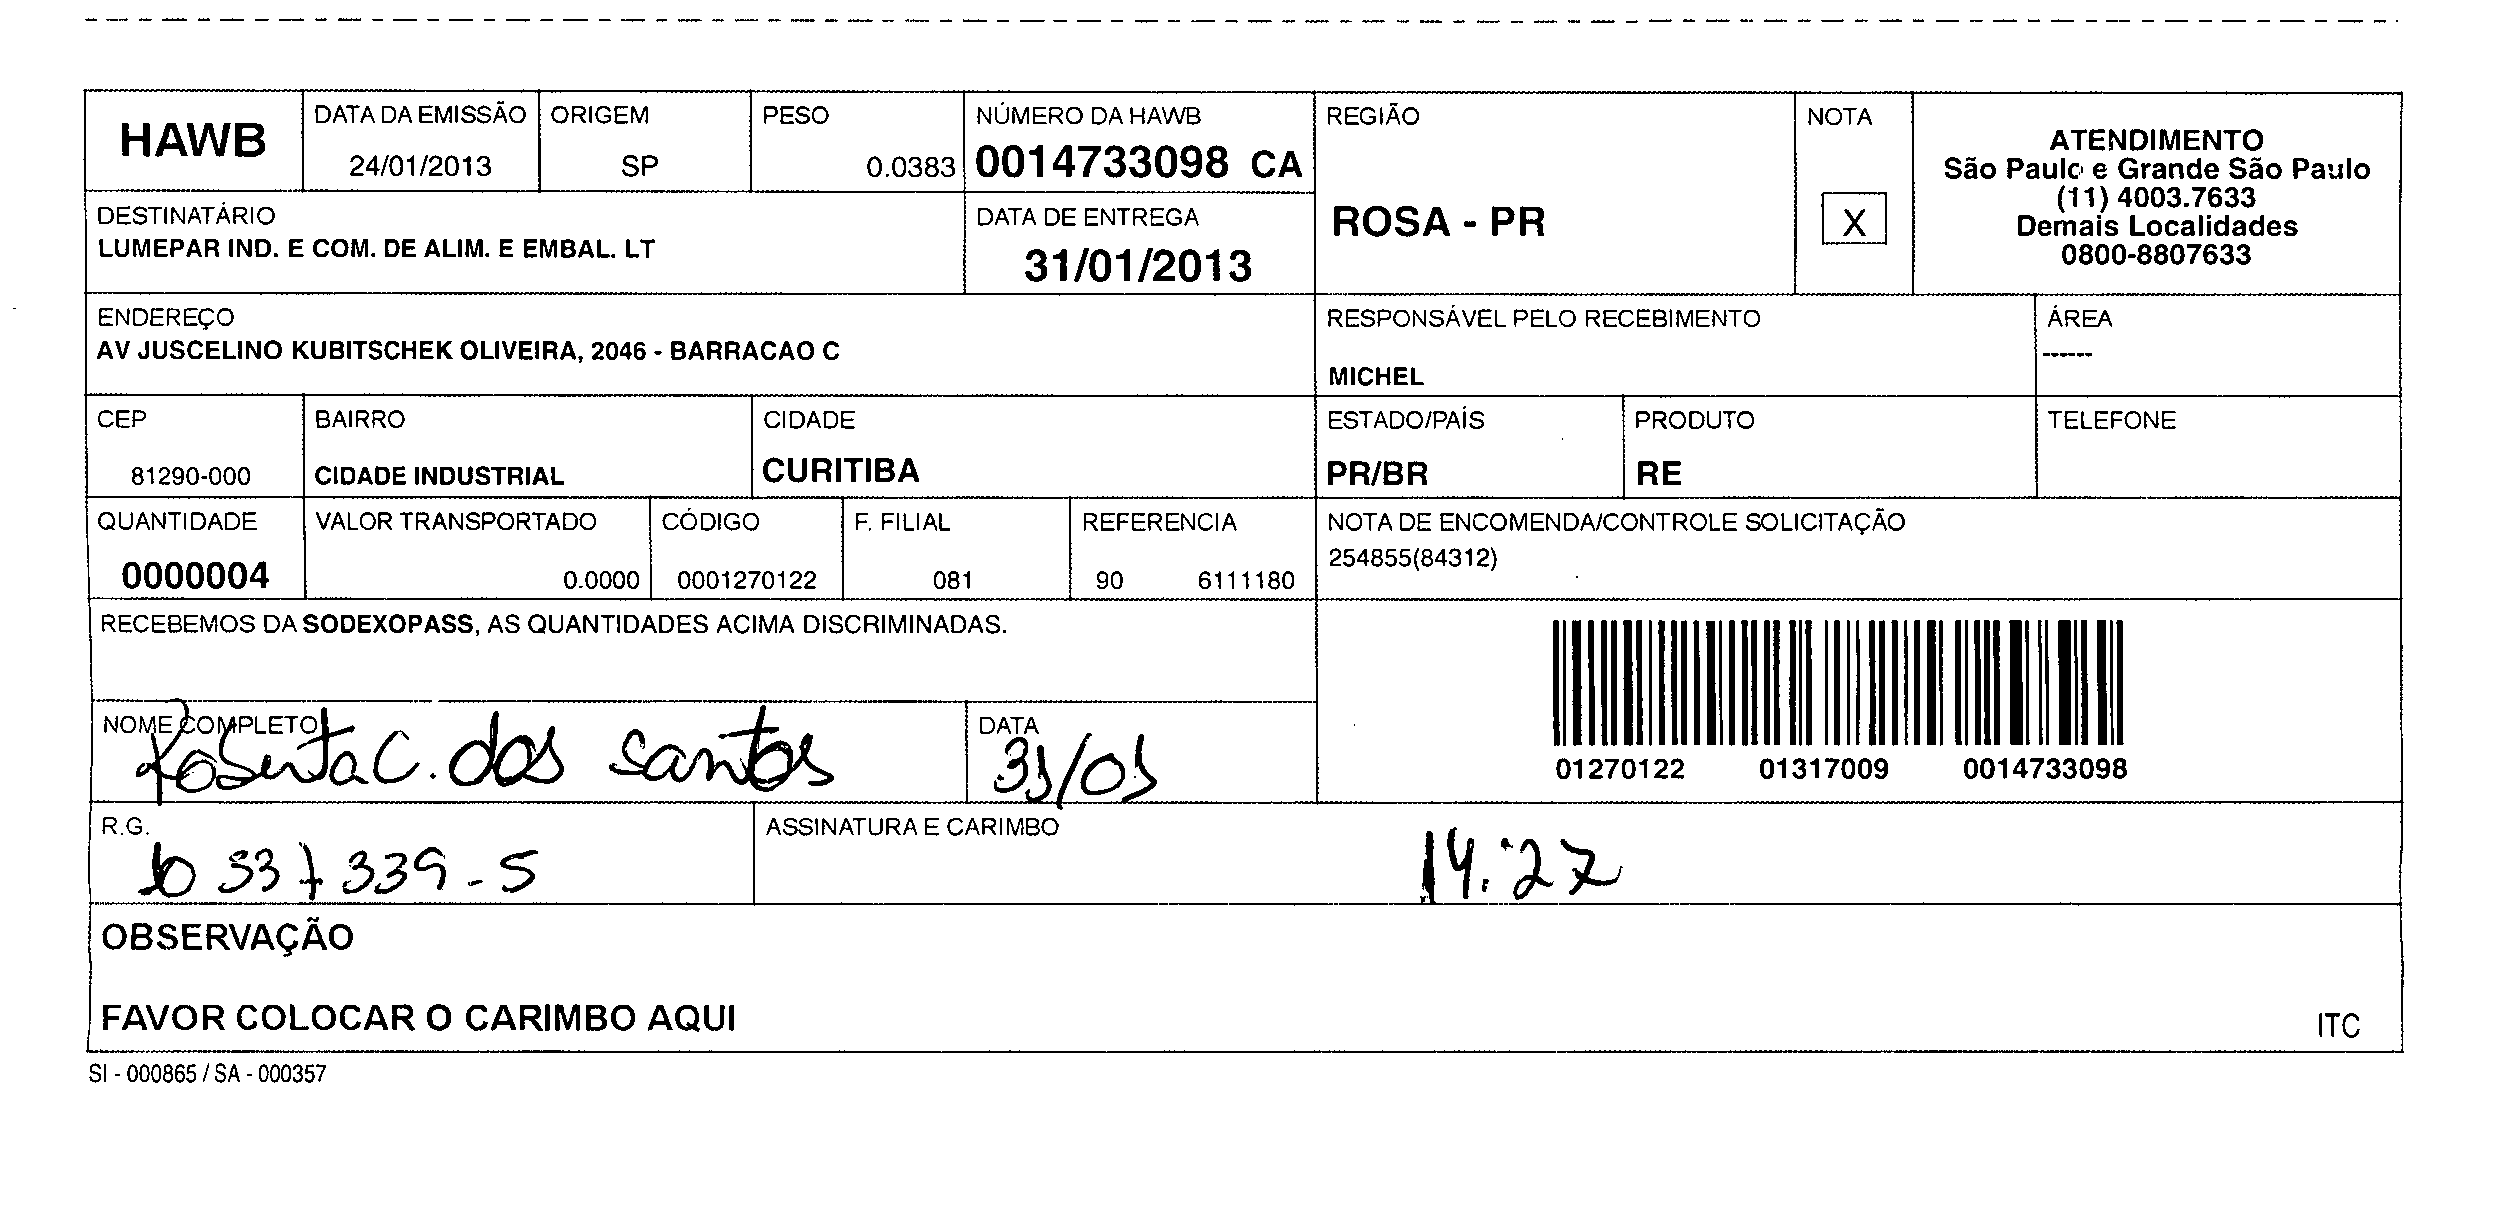 HAWB
DATA DA EMISSÃO
24/01/2013
ORIGEM
SP
PESO
0.0383
NÚMERO DA HAWB
0014733098 CA
REGIÃO
ROSA - PR
NOTA
X
ATENDIMENTO
São Paulo e Grande São Paulo
(11) 4003.7633
Demais Localidades
0800-8807633
DESTINATÁRIO
LUMEPAR IND. E COM. DE ALIM. E EMBAL. LT
DATA DE ENTREGA
31/01/2013
ENDEREÇO
AV JUSCELINO KUBITSCHEK OLIVEIRA, 2046 - BARRACAO C
RESPONSÁVEL PELO RECEBIMENTO
MICHEL
ÁREA
------
CEP
81290-000
BAIRRO
CIDADE INDUSTRIAL
CIDADE
CURITIBA
ESTADO/PAÍS
PR/BR
PRODUTO
RE
TELEFONE
QUANTIDADE
0000004
VALOR TRANSPORTADO
0.0000
CÓDIGO
0001270122
F. FILIAL
081
REFERENCIA
90 6111180
NOTA DE ENCOMENDA/CONTROLE SOLICITAÇÃO
254855(84312)
RECEBEMOS DA SODEXOPASS, AS QUANTIDADES ACIMA DISCRIMINADAS.
01270122 01317009 0014733098
NOME COMPLETO
Roberta C. dos Santos
DATA
31/01
R.G.
10 337 339-5
ASSINATURA E CARIMBO
14:27
OBSERVAÇÃO
FAVOR COLOCAR O CARIMBO AQUI
ITC
SI - 000865 / SA - 000357